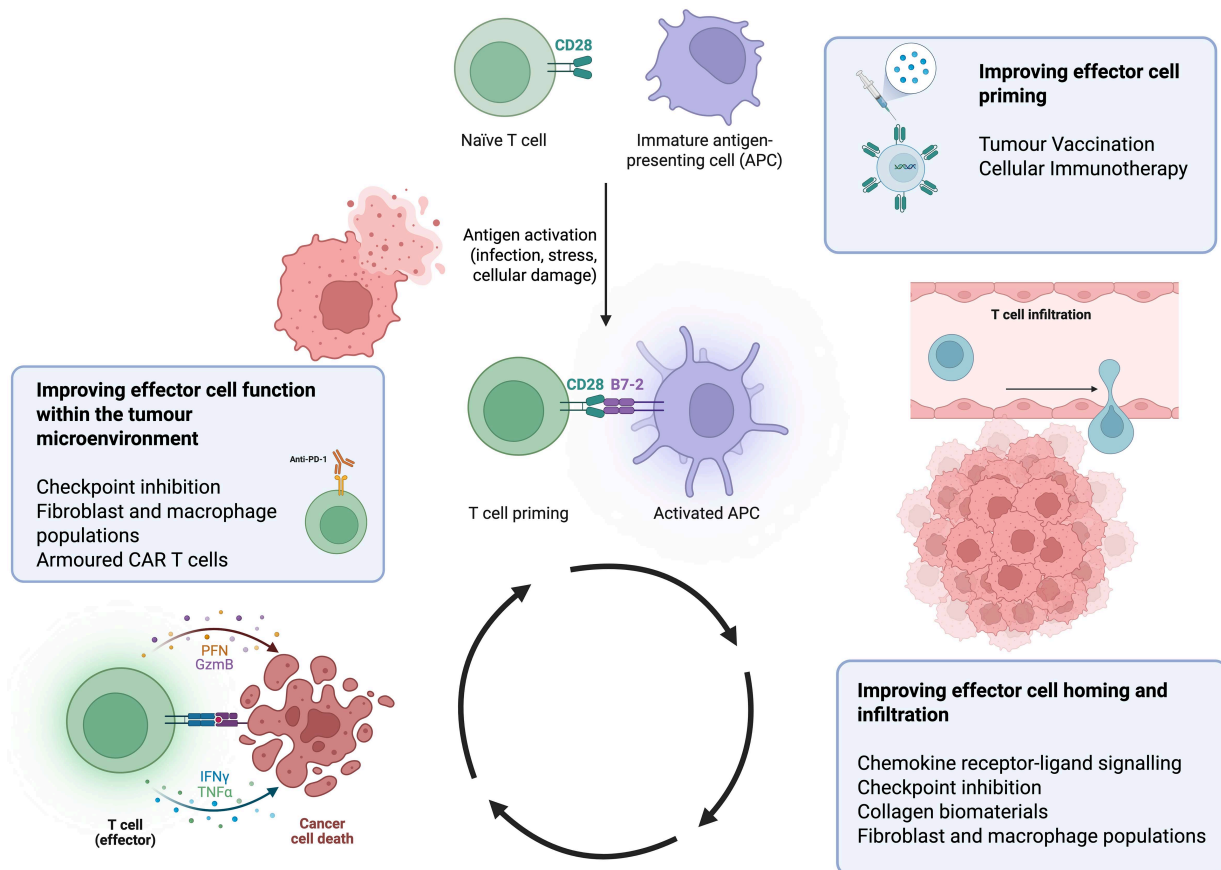 CD28
Naïve T cell
Immature antigen-
presenting cell (APC)
Improving effector cell
priming
Tumour Vaccination
Cellular Immunotherapy
Antigen activation
(infection, stress,
cellular damage)
T cell infiltration
CD28 B7-2
T cell priming
Activated APC
Improving effector cell function
within the tumour
microenvironment
Anti-PD-1
Checkpoint inhibition
Fibroblast and macrophage
populations
Armoured CAR T cells
PFN
GzmB
IFNγ
TNFα
T cell
(effector)
Cancer
cell death
Improving effector cell homing and
infiltration
Chemokine receptor-ligand signalling
Checkpoint inhibition
Collagen biomaterials
Fibroblast and macrophage populations